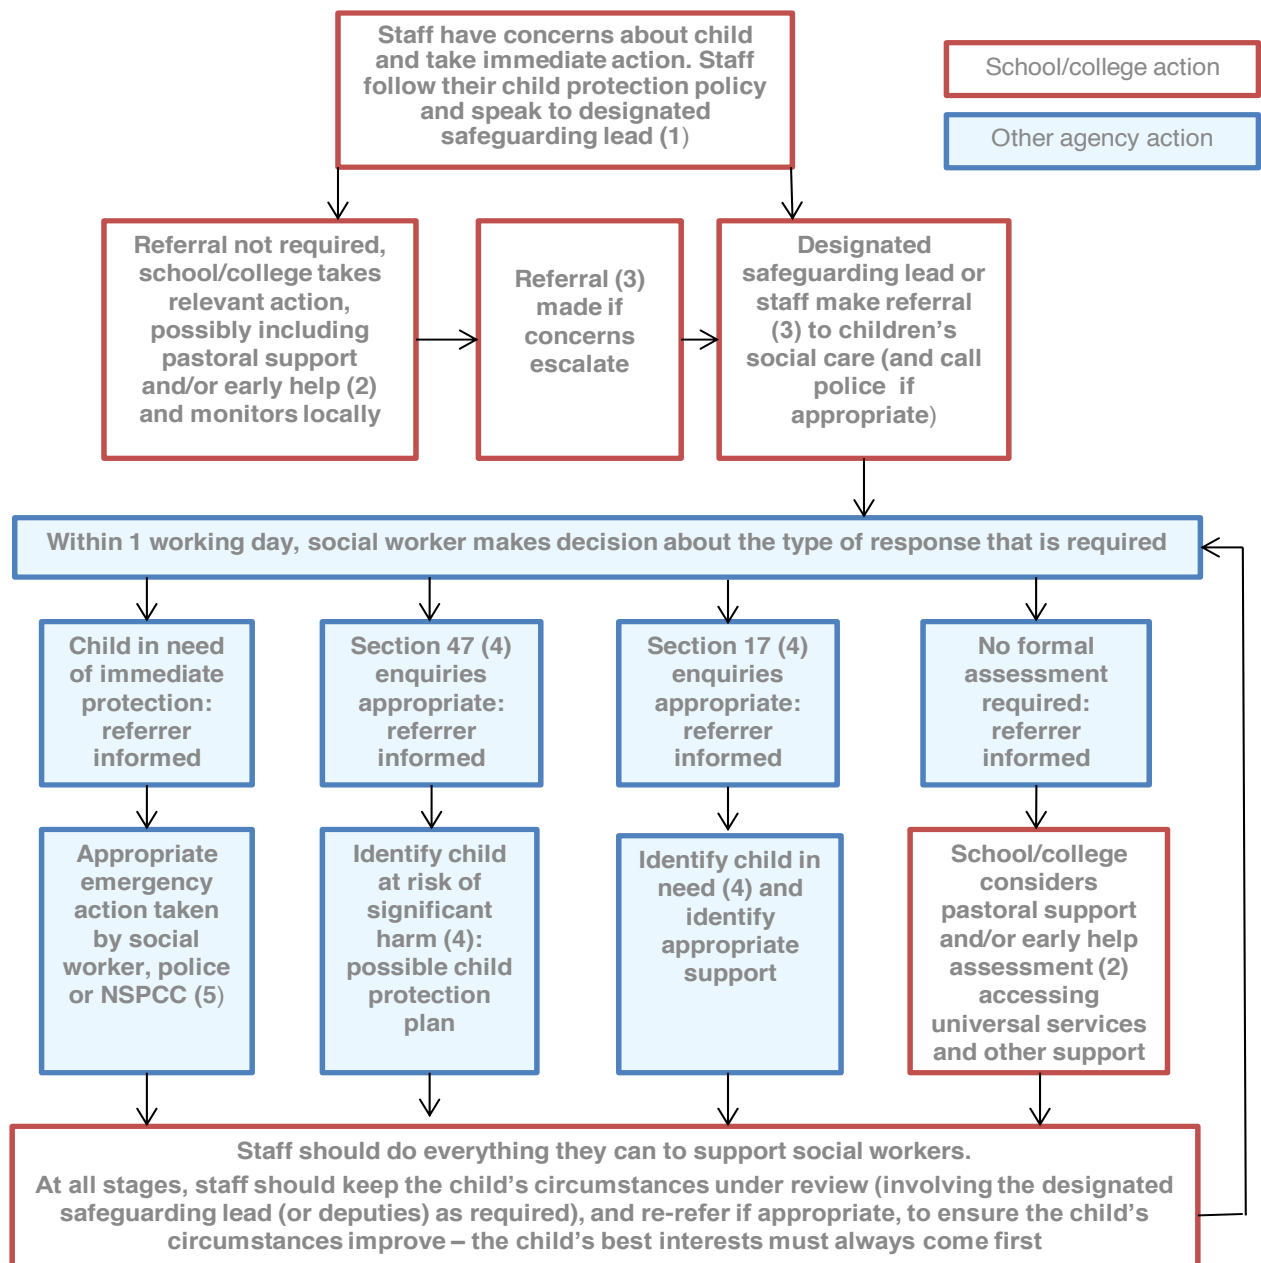 Staff have concerns about child
and take immediate action. Staff
follow their child protection policy
and speak to designated
safeguarding lead (1)
School/college action
Other agency action
Referral not required,
school/college takes
relevant action,
possibly including
pastoral support
and/or early help (2)
and monitors locally
Referral (3)
made if
concerns
escalate
Designated
safeguarding lead or
staff make referral
(3) to children’s
social care (and call
police if
appropriate)
Within 1 working day, social worker makes decision about the type of response that is required
Child in need
of immediate
protection:
referrer
informed
Section 47 (4)
enquiries
appropriate:
referrer
informed
Section 17 (4)
enquiries
appropriate:
referrer
informed
No formal
assessment
required:
referrer
informed
Appropriate
emergency
action taken
by social
worker, police
or NSPCC (5)
Identify child
at risk of
significant
harm (4):
possible child
protection
plan
Identify child in
need (4) and
identify
appropriate
support
School/college
considers
pastoral support
and/or early help
assessment (2)
accessing
universal services
and other support
Staff should do everything they can to support social workers.
At all stages, staff should keep the child’s circumstances under review (involving the designated
safeguarding lead (or deputies) as required), and re-refer if appropriate, to ensure the child’s
circumstances improve – the child’s best interests must always come first